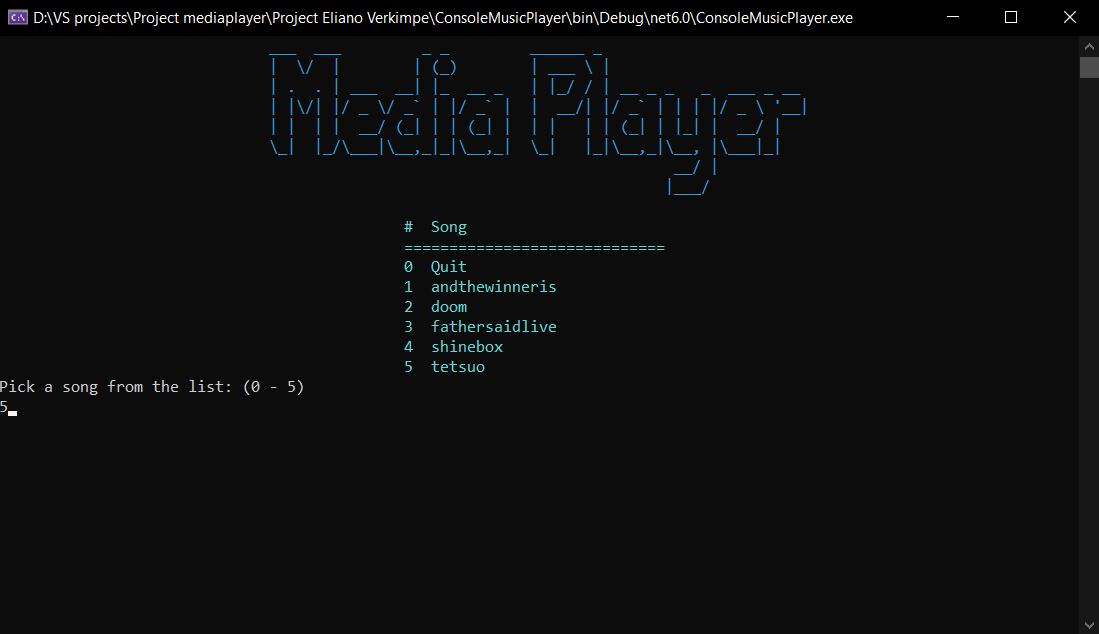 D:\VS projects\Project mediaplayer\Project Eliano Verkimpe\ConsoleMusicPlayer\bin\Debug\net6.0\ConsoleMusicPlayer.exe
Media Player
# Song
=============================
0 Quit
1 andthewinneris
2 doom
3 fathersaidlive
4 shinebox
5 tetsuo
Pick a song from the list: (0 - 5)
5